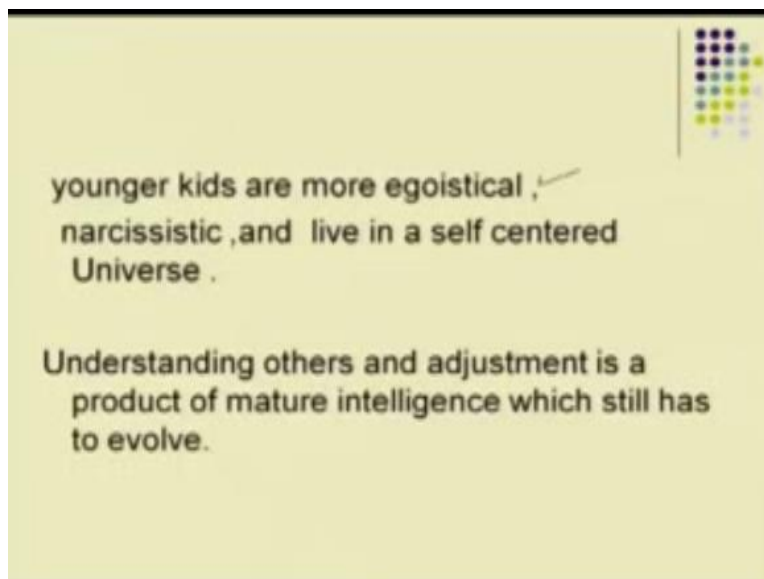 younger kids are more egoistical ,
narcissistic ,and live in a self centered
Universe .
Understanding others and adjustment is a
product of mature intelligence which still has
to evolve.